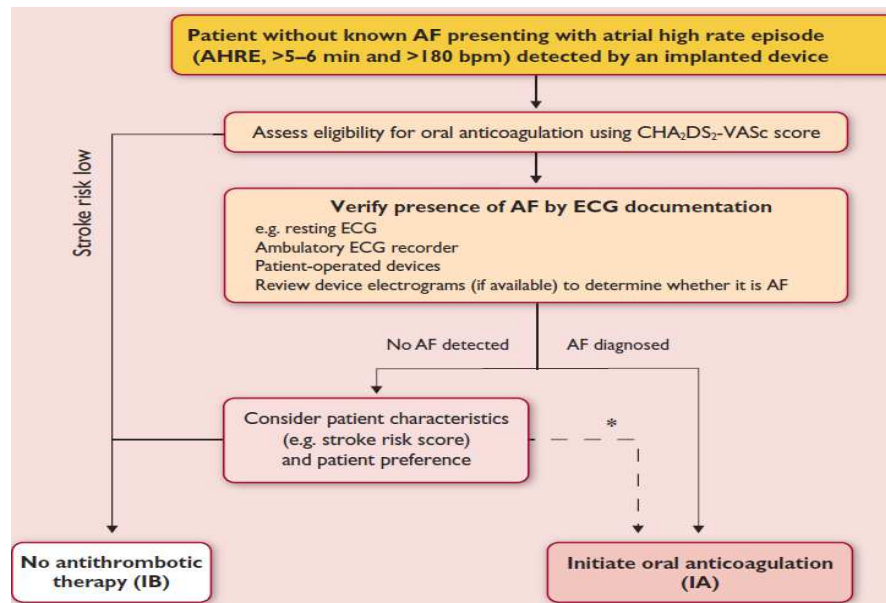 Patient without known AF presenting with atrial high rate episode
(AHRE, >5–6 min and >180 bpm) detected by an implanted device
Assess eligibility for oral anticoagulation using CHA₂DS₂-VASc score
Stroke risk low
Verify presence of AF by ECG documentation
e.g. resting ECG
Ambulatory ECG recorder
Patient-operated devices
Review device electrograms (if available) to determine whether it is AF
No AF detected
AF diagnosed
Consider patient characteristics
(e.g. stroke risk score)
and patient preference
*
No antithrombotic
therapy (IB)
Initiate oral anticoagulation
(IA)